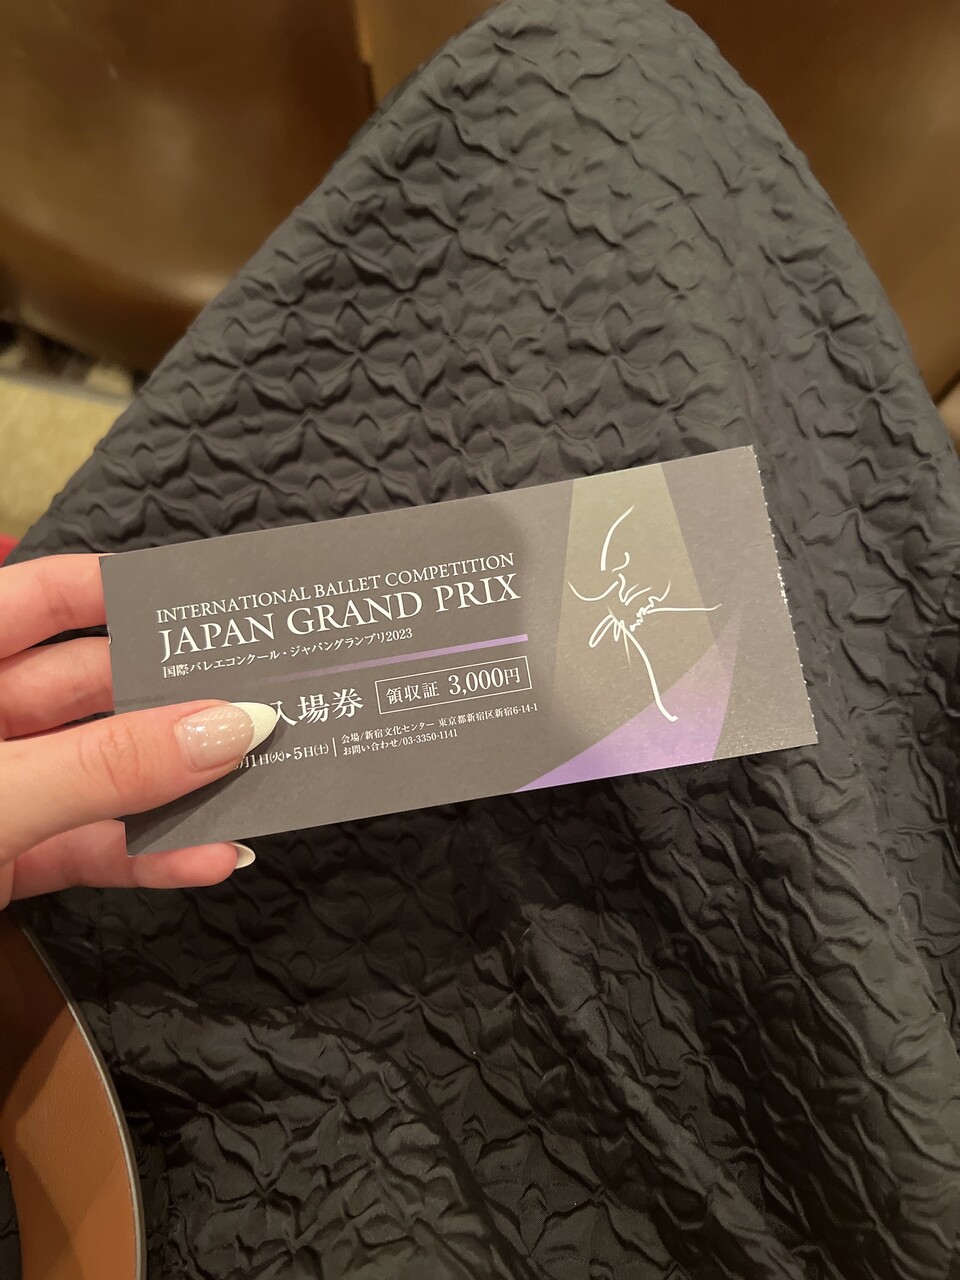 INTERNATIONAL BALLET COMPETITION
JAPAN GRAND PRIX
国際バレエコンクール・ジャパングランプリ2023
入場券
領収証 3,000円
月1日(火)▸5日(土)
会場/新宿文化センター 東京都新宿区新宿6-14-1
お問い合わせ/03-3350-1141